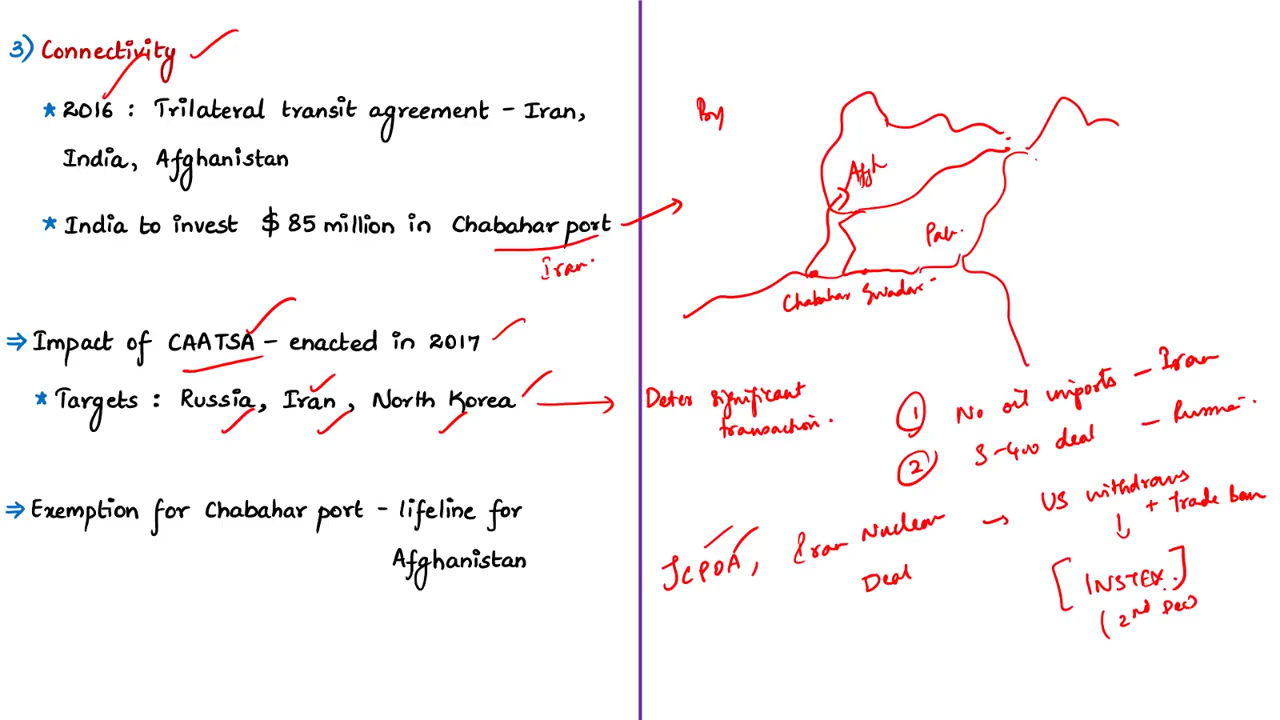 3) Connectivity
* 2016 : Trilateral transit agreement - Iran,
India, Afghanistan
* India to invest $ 85 million in Chabahar port
Iran.
⇒ Impact of CAATSA - enacted in 2017
* Targets : Russia, Iran, North Korea
⇒ Exemption for Chabahar port - lifeline for
Afghanistan
Afgh
Pak.
Chabahar Gwadar
Deter significant
transaction.
① No oil imports - Iran
② S-400 deal - Russia
JCPOA, Iran Nuclear
Deal
US withdraws
+ trade ban
[INSTEX.]
(2nd Dec)